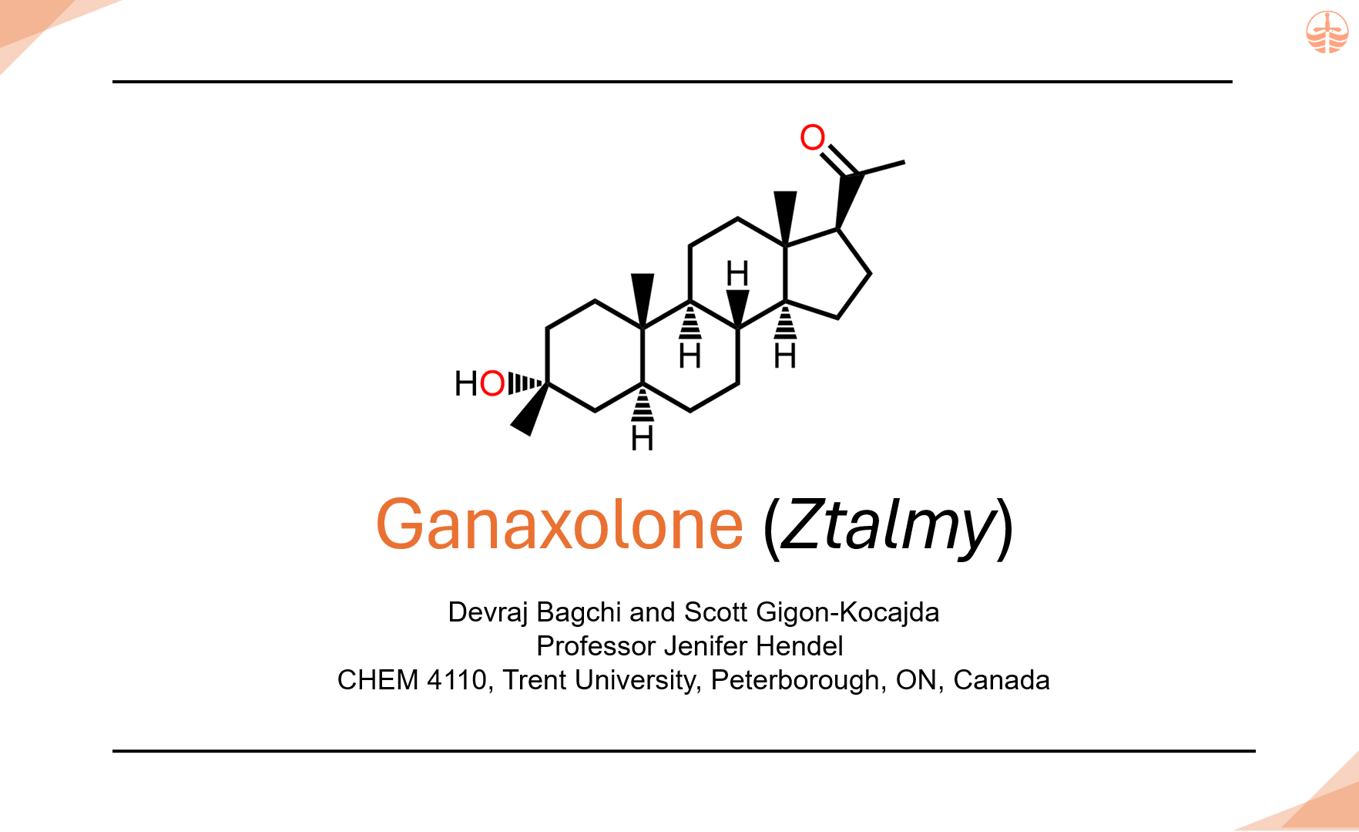 O
H
H
H
HO
H
Ganaxolone (Ztalmy)
Devraj Bagchi and Scott Gigon-Kocajda
Professor Jenifer Hendel
CHEM 4110, Trent University, Peterborough, ON, Canada